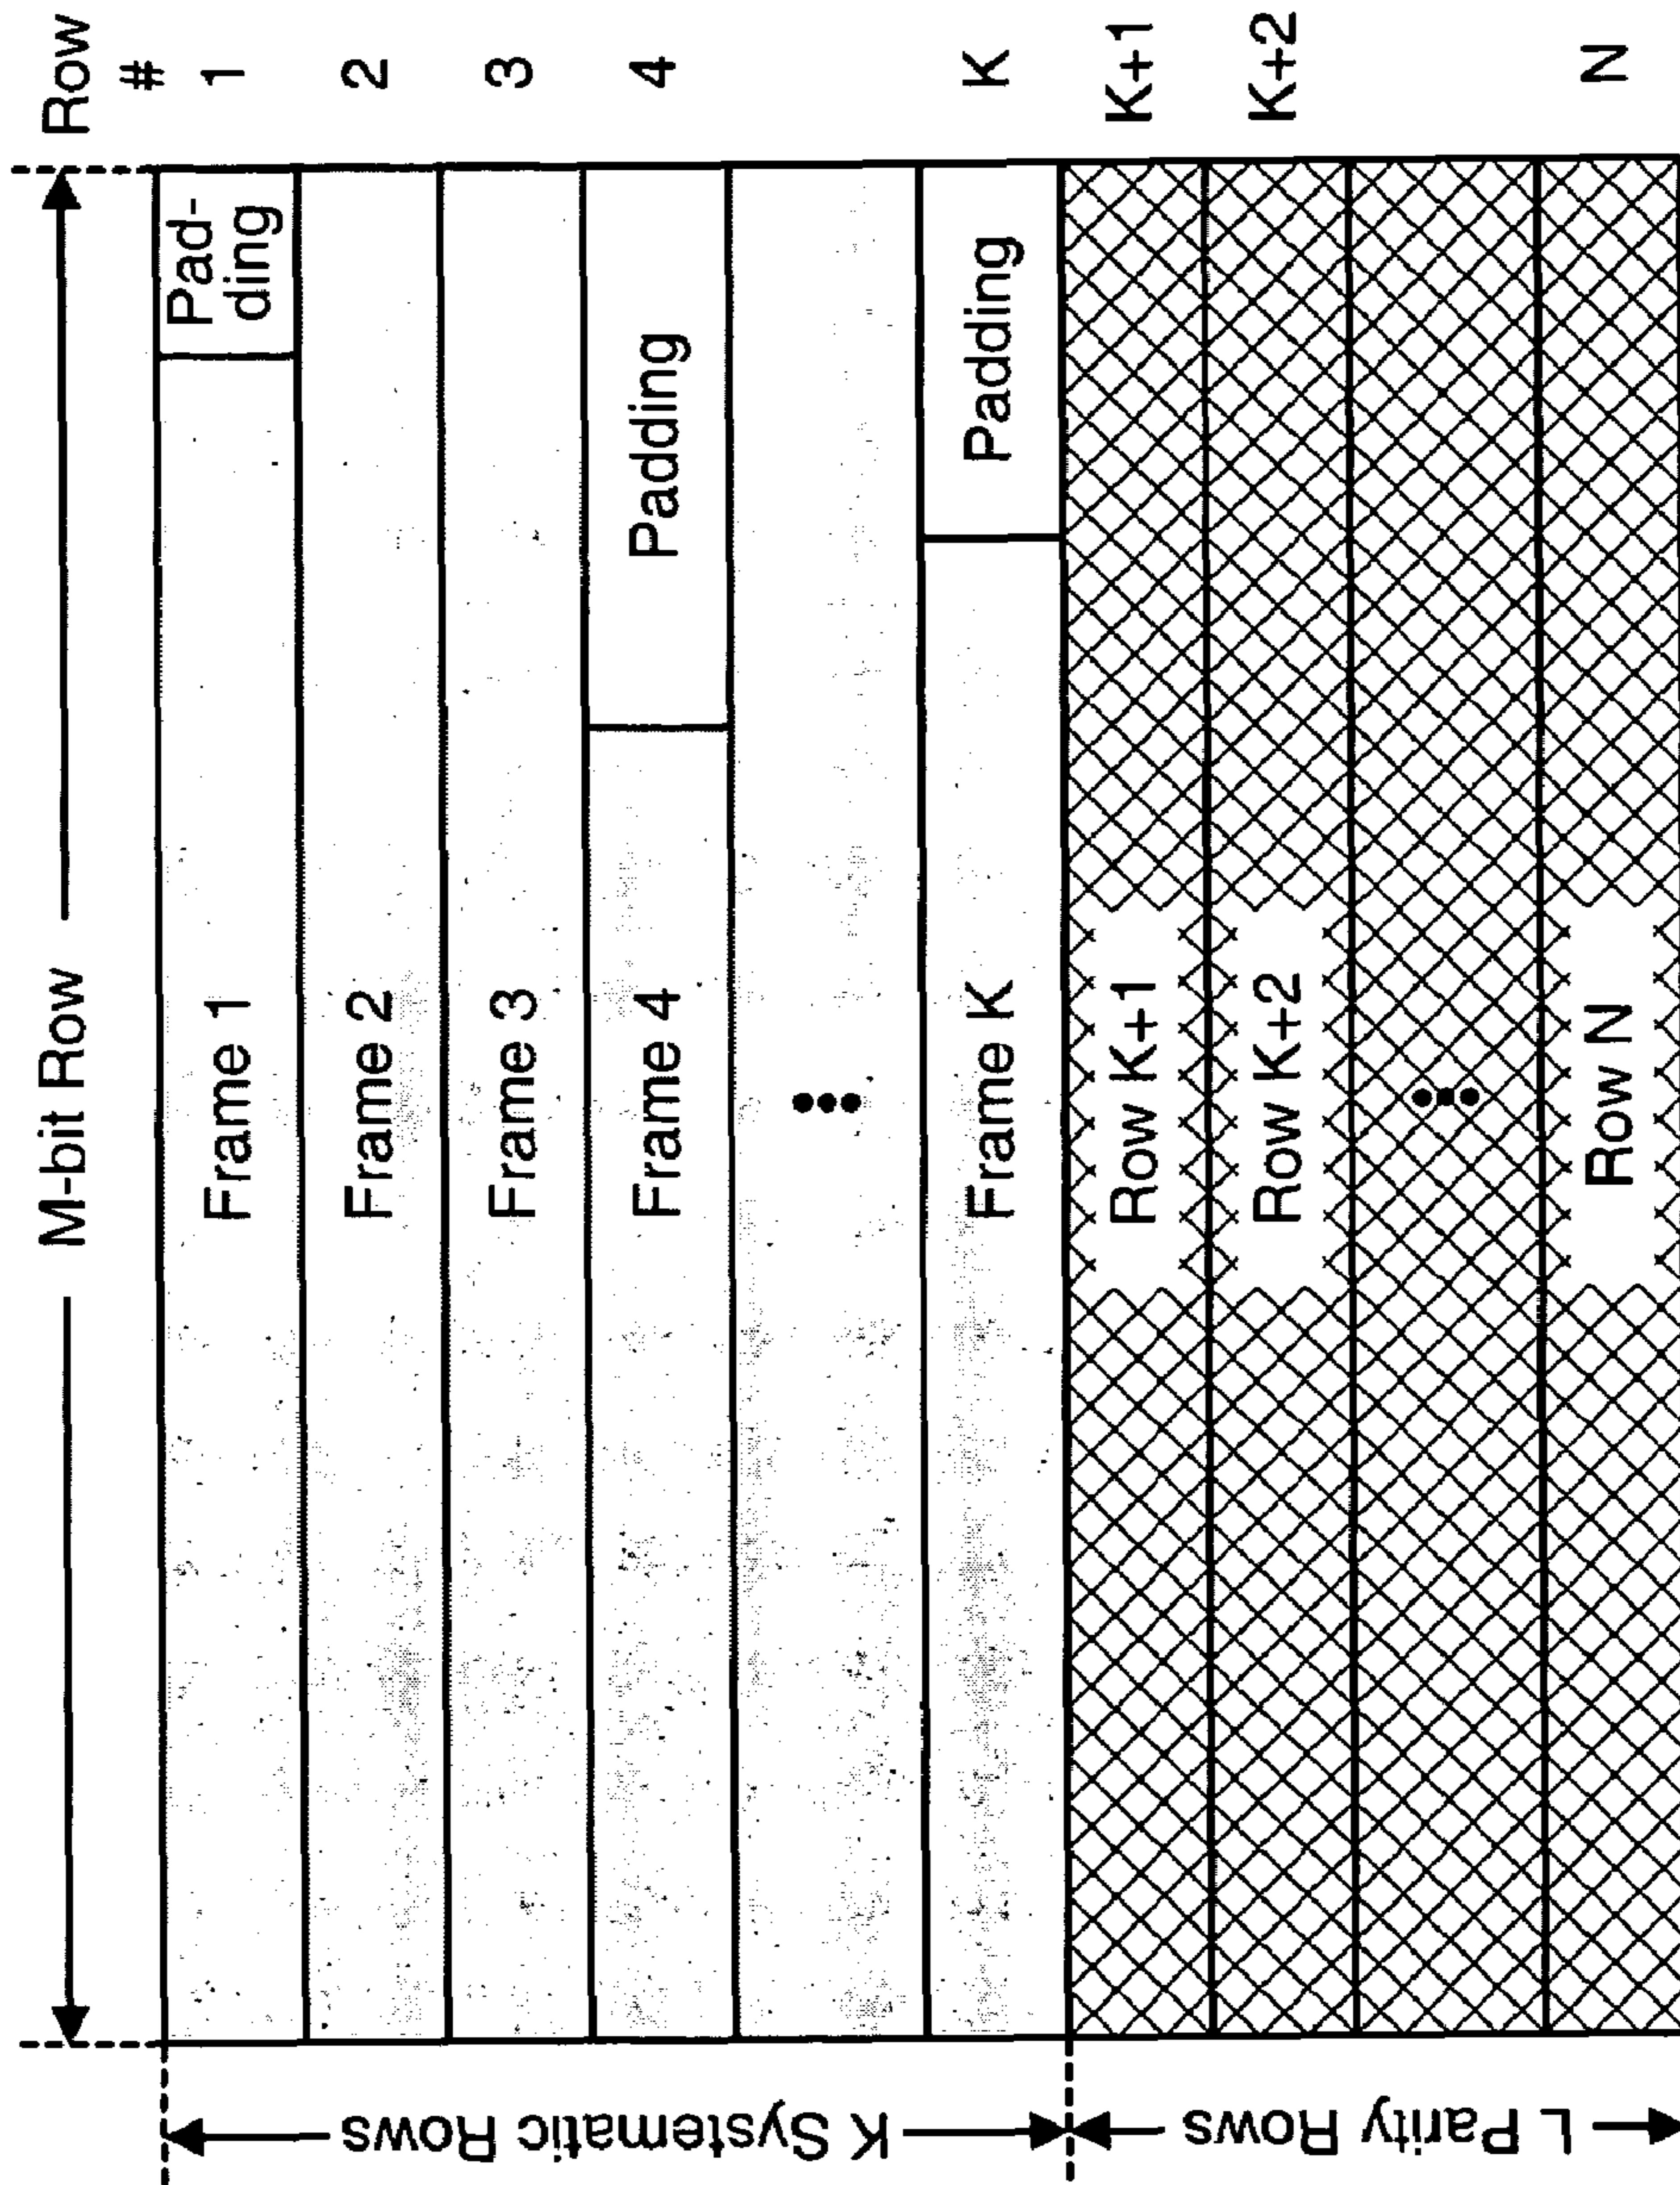 M-bit Row
Row
#
Frame 1
Pad-
ding
1
Frame 2
2
Frame 3
3
Frame 4
Padding
4
•••
Frame K
Padding
K
Row K+1
K+1
Row K+2
K+2
•••
Row N
N
K Systematic Rows
L Parity Rows